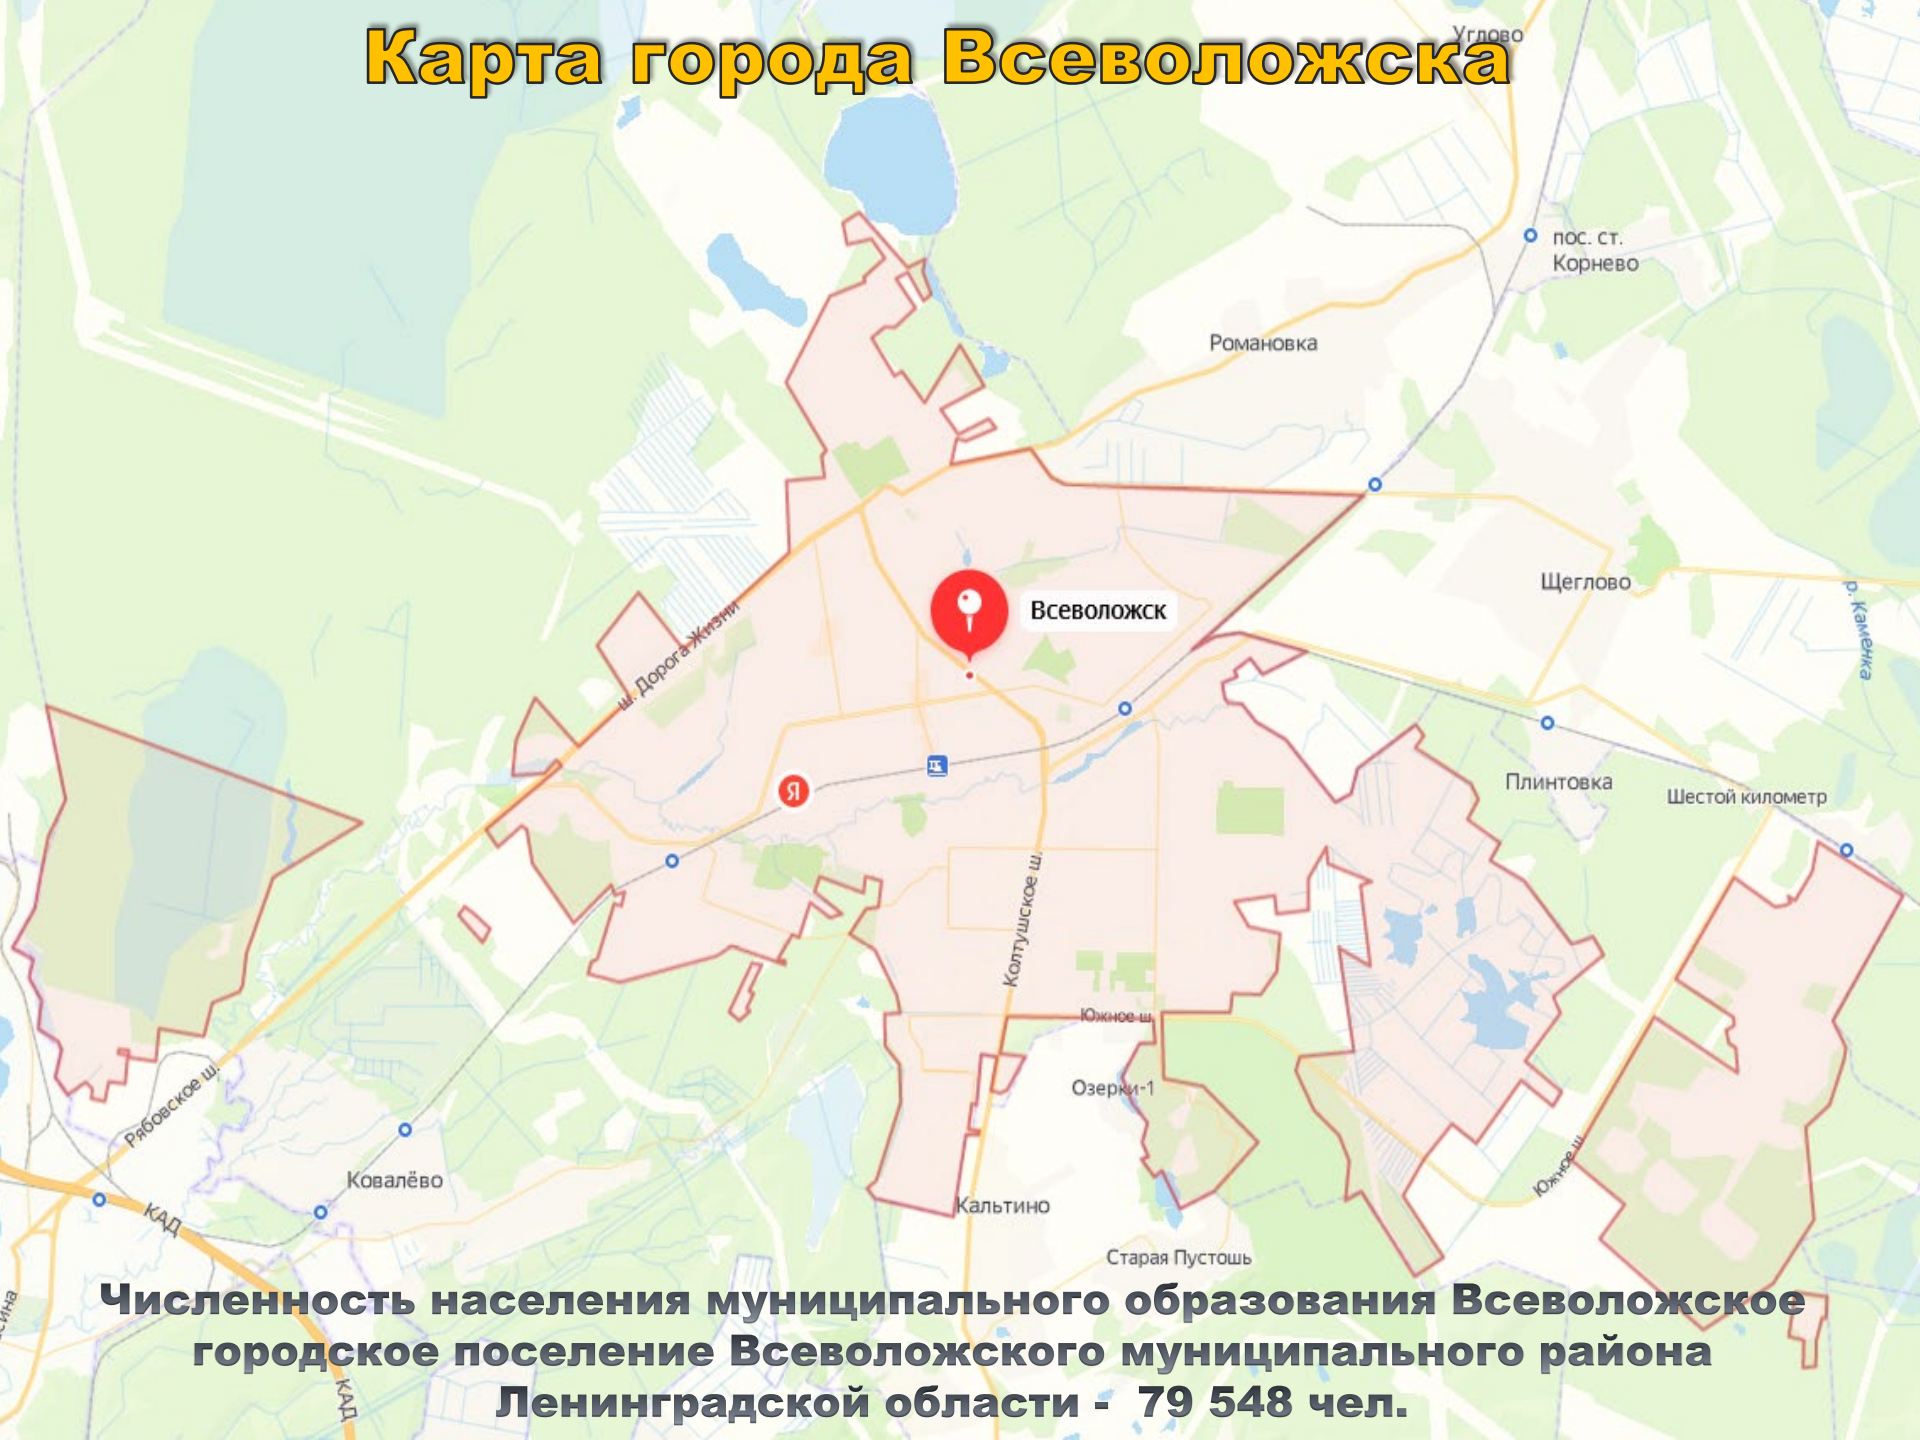 Карта города Всеволожска
Углово
пос. ст.
Корнево
Романовка
Щеглово
р. Каменка
Всеволожск
ш. Дорога Жизни
Плинтовка
Шестой километр
Я
Колтушское ш.
Южное ш.
Озерки-1
Рябовское ш.
Южное ш.
Ковалёво
КАД
Кальтино
Старая Пустошь
КАД
Численность населения муниципального образования Всеволожское
городское поселение Всеволожского муниципального района
Ленинградской области - 79 548 чел.